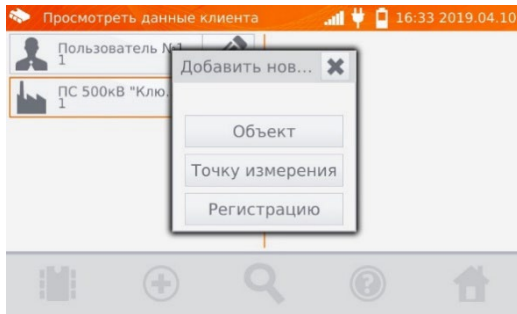 Просмотреть данные клиента 16:33 2019.04.10
Пользователь №1
1
ПС 500кВ "Клю.
1
Добавить нов...
Объект
Точку измерения
Регистрацию